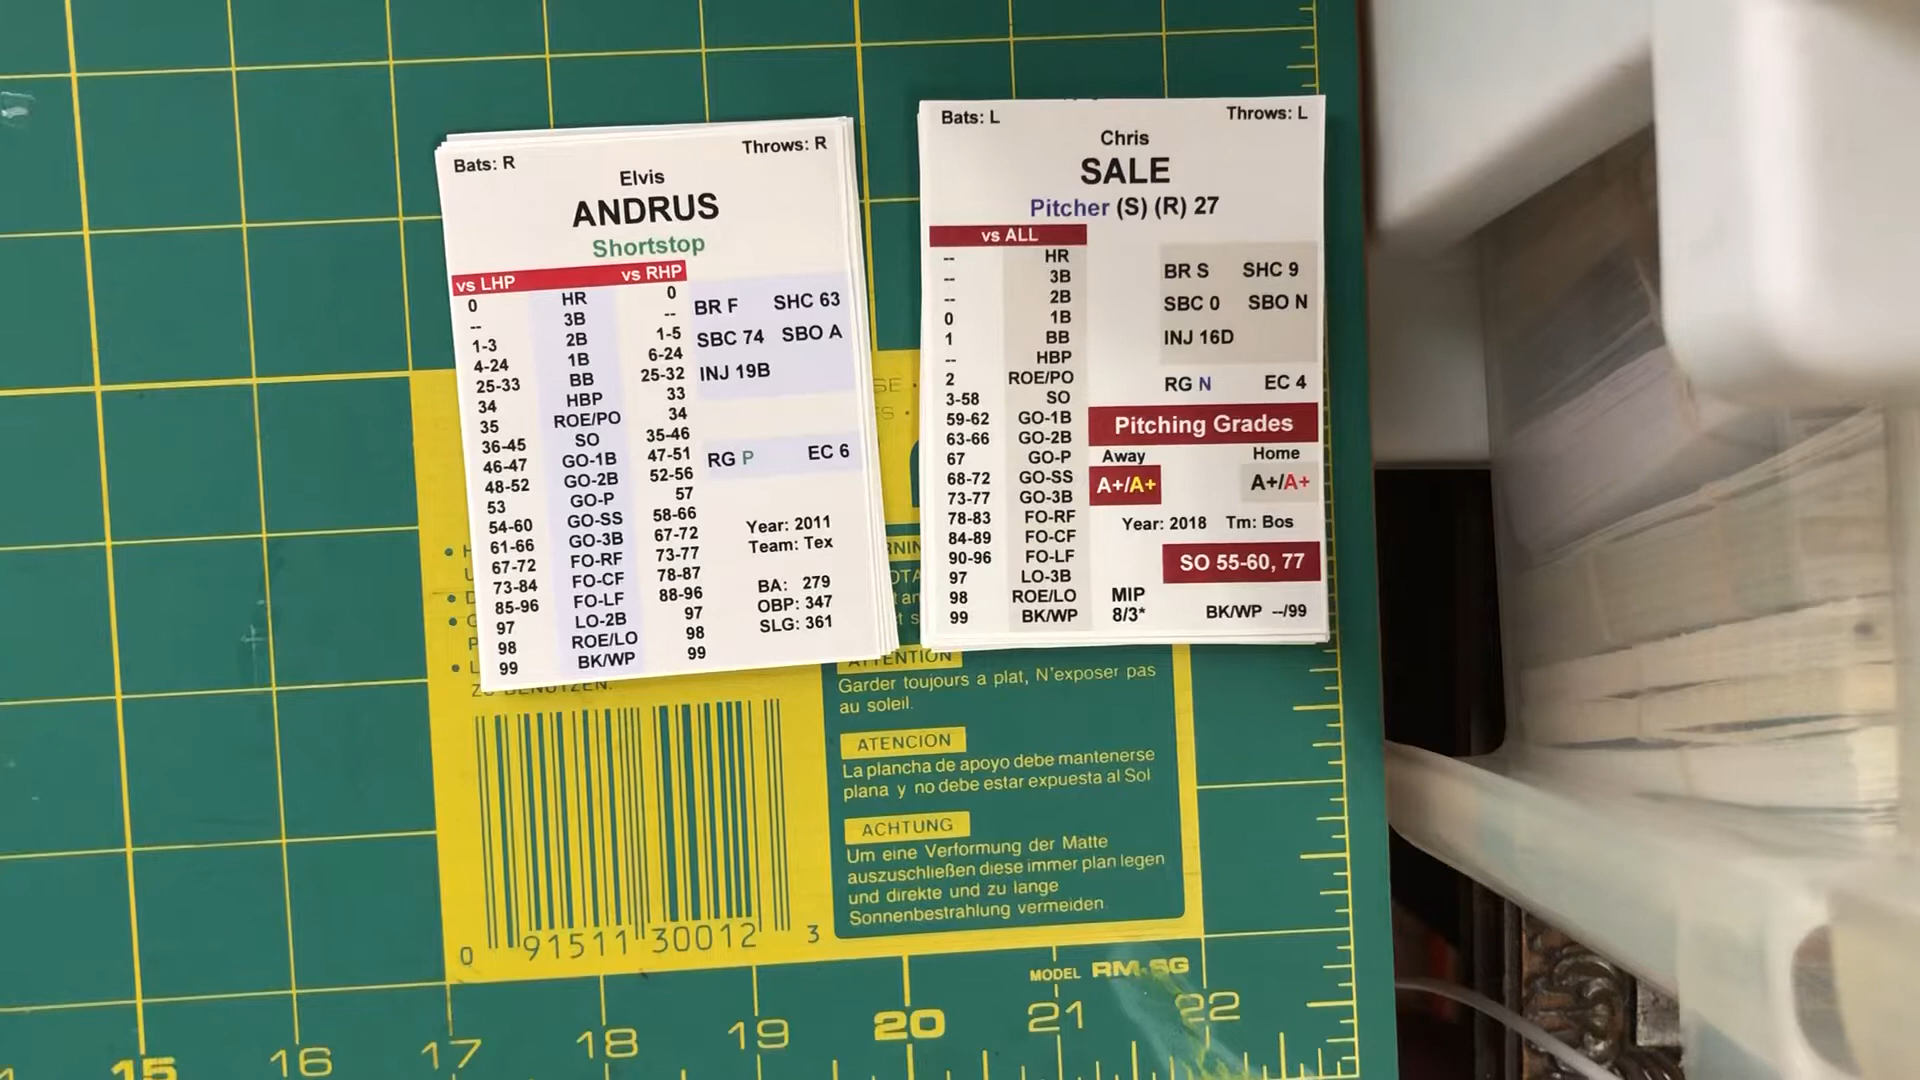 Bats: R Throws: R
Elvis
ANDRUS
Shortstop
vs LHP vs RHP
0 HR 0
-- 3B --
1-3 2B 1-5
4-24 1B 6-24
25-33 BB 25-32
34 HBP 33
35 ROE/PO 34
36-45 SO 35-46
46-47 GO-1B 47-51
48-52 GO-2B 52-56
53 GO-P 57
54-60 GO-SS 58-66
61-66 GO-3B 67-72
67-72 FO-RF 73-77
73-84 FO-CF 78-87
85-96 FO-LF 88-96
97 LO-2B 97
98 ROE/LO 98
99 BK/WP 99
BR F SHC 63
SBC 74 SBO A
INJ 19B
RG P EC 6
Year: 2011
Team: Tex
BA: 279
OBP: 347
SLG: 361
Bats: L Throws: L
Chris
SALE
Pitcher (S) (R) 27
vs ALL
-- HR
-- 3B
-- 2B
0 1B
1 BB
-- HBP
2 ROE/PO
3-58 SO
59-62 GO-1B
63-66 GO-2B
67 GO-P
68-72 GO-SS
73-77 GO-3B
78-83 FO-RF
84-89 FO-CF
90-96 FO-LF
97 LO-3B
98 ROE/LO
99 BK/WP
BR S SHC 9
SBC 0 SBO N
INJ 16D
RG N EC 4
Pitching Grades
Away Home
A+/A+ A+/A+
Year: 2018 Tm: Bos
SO 55-60, 77
MIP
8/3* BK/WP --/99
ATTENTION
Garder toujours a plat, N'exposer pas
au soleil.
ATENCION
La plancha de apoyo debe mantenerse
plana y no debe estar expuesta al Sol
ACHTUNG
Um eine Verformung der Matte
auszuschließen diese immer plan legen
und direkte und zu lange
Sonnenbestrahlung vermeiden.
ZU BENUTZEN.
0 91511 30012 3
MODEL
15 16 17 18 19 20 21 22